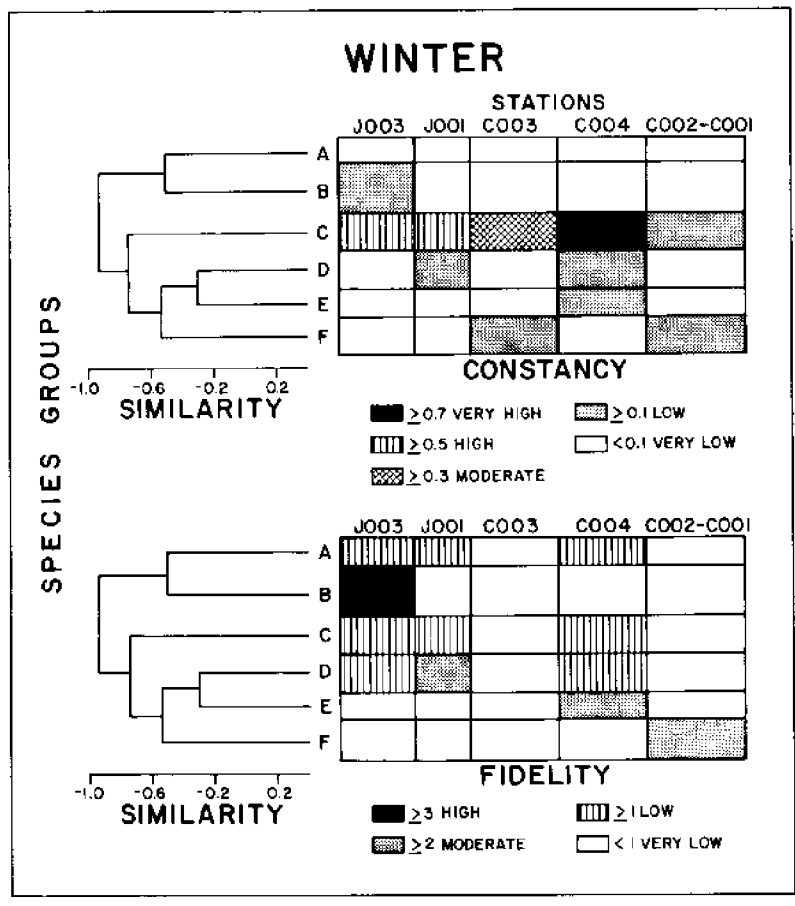 WINTER
STATIONS
J003 J001 C003 C004 C002-C001
A
B
C
D
E
F
-1.0 -0.6 -0.2 0.2
SIMILARITY
CONSTANCY
≥0.7 VERY HIGH ≥0.1 LOW
≥0.5 HIGH <0.1 VERY LOW
≥0.3 MODERATE
SPECIES GROUPS
J003 J001 C003 C004 C002-C001
A
B
C
D
E
F
-1.0 -0.6 -0.2 0.2
SIMILARITY
FIDELITY
≥3 HIGH ≥1 LOW
≥2 MODERATE <1 VERY LOW